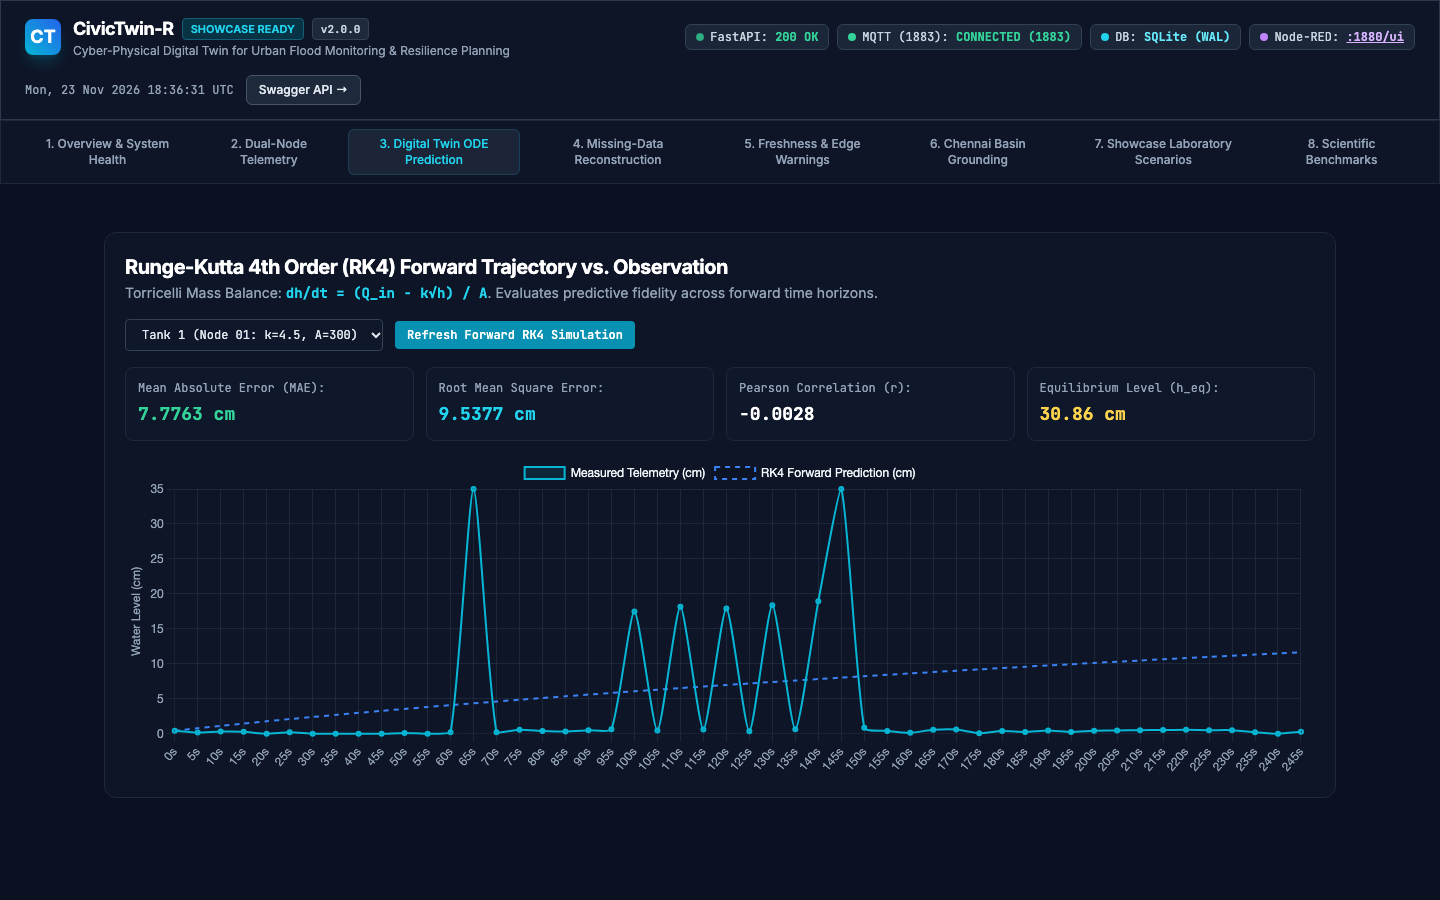 CT
CivicTwin-R SHOWCASE READY v2.0.0
Cyber-Physical Digital Twin for Urban Flood Monitoring & Resilience Planning
FastAPI: 200 OK
MQTT (1883): CONNECTED (1883)
DB: SQLite (WAL)
Node-RED: :1880/ui
Mon, 23 Nov 2026 18:36:31 UTC
Swagger API →
1. Overview & System
Health
2. Dual-Node
Telemetry
3. Digital Twin ODE
Prediction
4. Missing-Data
Reconstruction
5. Freshness & Edge
Warnings
6. Chennai Basin
Grounding
7. Showcase Laboratory
Scenarios
8. Scientific
Benchmarks
Runge-Kutta 4th Order (RK4) Forward Trajectory vs. Observation
Torricelli Mass Balance: dh/dt = (Q_in - k√h) / A. Evaluates predictive fidelity across forward time horizons.
Tank 1 (Node 01: k=4.5, A=300)
Refresh Forward RK4 Simulation
Mean Absolute Error (MAE):
7.7763 cm
Root Mean Square Error:
9.5377 cm
Pearson Correlation (r):
-0.0028
Equilibrium Level (h_eq):
30.86 cm
Measured Telemetry (cm)
RK4 Forward Prediction (cm)
Water Level (cm)
35
30
25
20
15
10
5
0
0s
5s
10s
15s
20s
25s
30s
35s
40s
45s
50s
55s
60s
65s
70s
75s
80s
85s
90s
95s
100s
105s
110s
115s
120s
125s
130s
135s
140s
145s
150s
155s
160s
165s
170s
175s
180s
185s
190s
195s
200s
205s
210s
215s
220s
225s
230s
235s
240s
245s